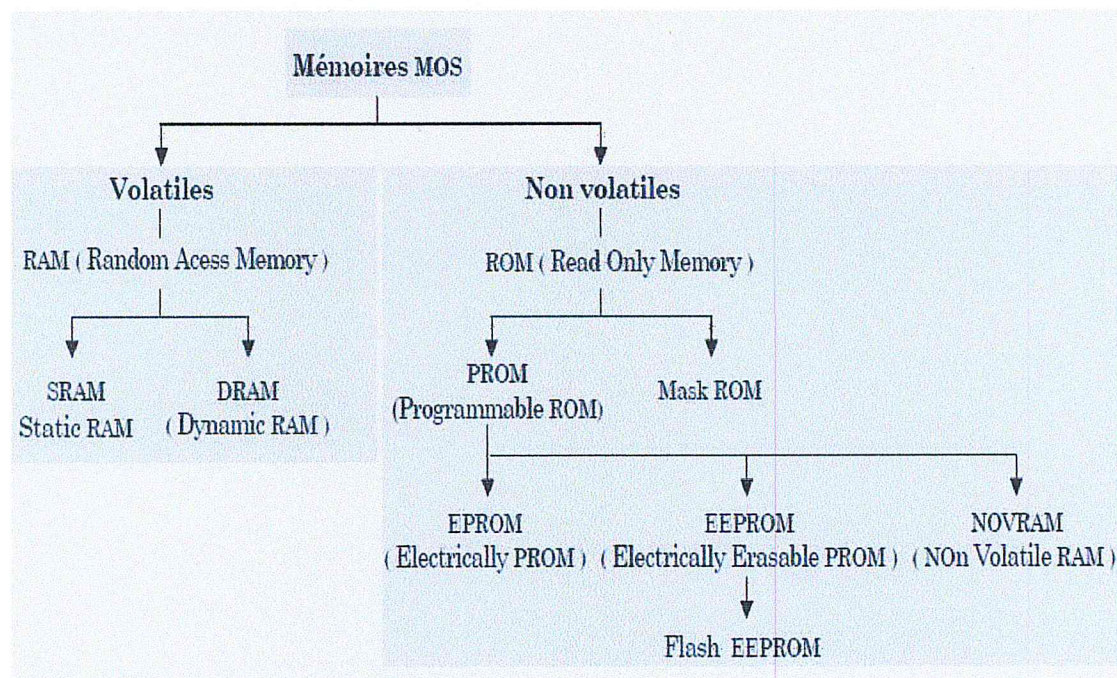 Mémoires MOS
Volatiles
Non volatiles
RAM ( Random Acess Memory )
ROM ( Read Only Memory )
SRAM
Static RAM
DRAM
( Dynamic RAM )
PROM
(Programmable ROM)
Mask ROM
EPROM
( Electrically PROM )
EEPROM
( Electrically Erasable PROM )
NOVRAM
( NOn Volatile RAM )
Flash EEPROM